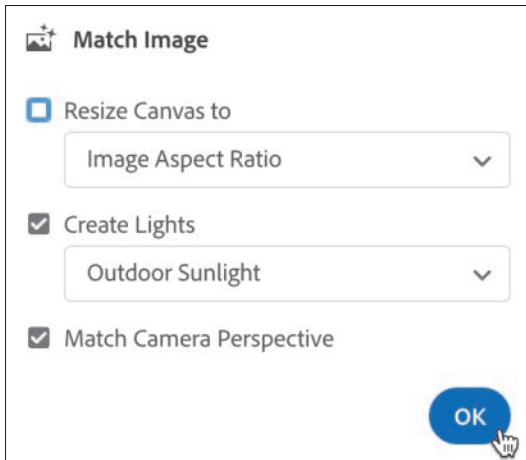 Match Image
Resize Canvas to
Image Aspect Ratio
Create Lights
Outdoor Sunlight
Match Camera Perspective
OK